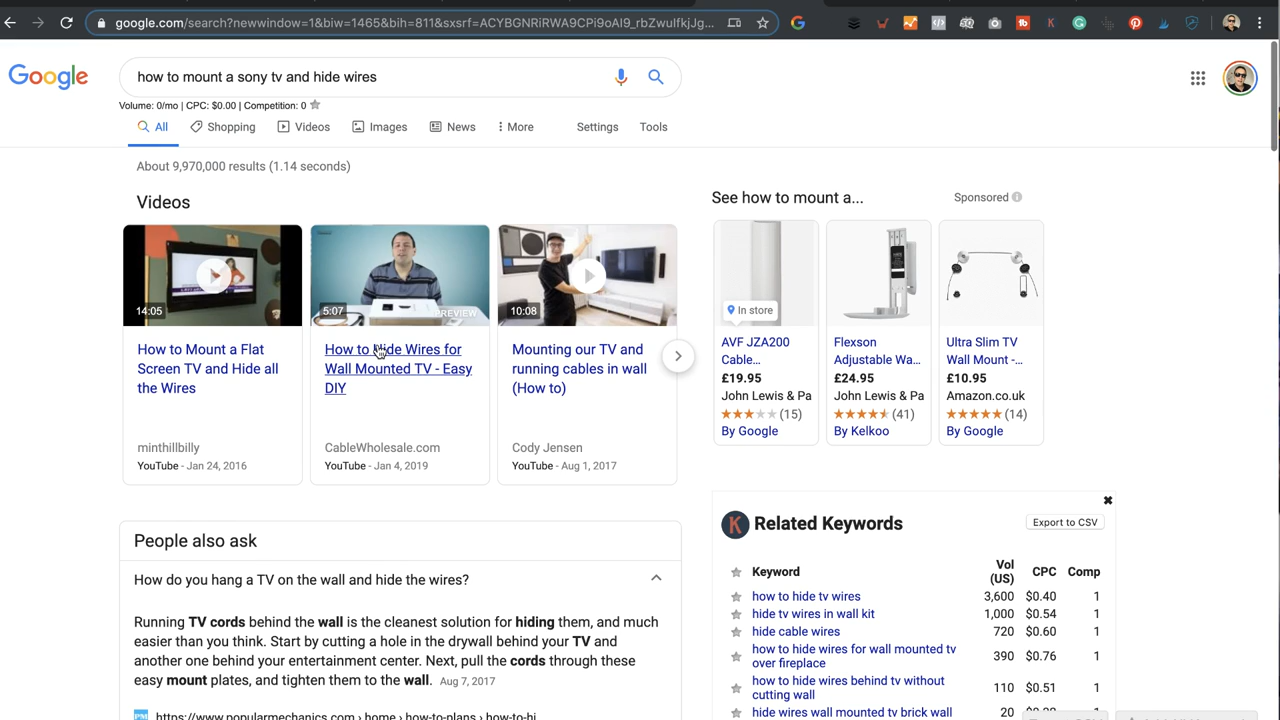 google.com/search?newwindow=1&biw=1465&bih=811&sxsrf=ACYBGNRiRWA9CPi9oAI9_rbZwuIfkjJg...
Google
how to mount a sony tv and hide wires
Volume: 0/mo | CPC: $0.00 | Competition: 0
All
Shopping
Videos
Images
News
More
Settings
Tools
About 9,970,000 results (1.14 seconds)
Videos
14:05
How to Mount a Flat
Screen TV and Hide all
the Wires
minthillbilly
YouTube - Jan 24, 2016
5:07
PREVIEW
How to Hide Wires for
Wall Mounted TV - Easy
DIY
CableWholesale.com
YouTube - Jan 4, 2019
10:08
Mounting our TV and
running cables in wall
(How to)
Cody Jensen
YouTube - Aug 1, 2017
See how to mount a...
Sponsored
In store
AVF JZA200
Cable...
£19.95
John Lewis & Pa
(15)
By Google
Flexson
Adjustable Wa...
£24.95
John Lewis & Pa
(41)
By Kelkoo
Ultra Slim TV
Wall Mount -...
£10.95
Amazon.co.uk
(14)
By Google
People also ask
How do you hang a TV on the wall and hide the wires?
Running TV cords behind the wall is the cleanest solution for hiding them, and much
easier than you think. Start by cutting a hole in the drywall behind your TV and
another one behind your entertainment center. Next, pull the cords through these
easy mount plates, and tighten them to the wall. Aug 7, 2017
PM https://www.popularmechanics.com › home › how-to-plans › how-to-hi...
K Related Keywords
Export to CSV
Keyword Vol (US) CPC Comp
how to hide tv wires 3,600 $0.40 1
hide tv wires in wall kit 1,000 $0.54 1
hide cable wires 720 $0.60 1
how to hide wires for wall mounted tv
over fireplace 390 $0.76 1
how to hide wires behind tv without
cutting wall 110 $0.51 1
hide wires wall mounted tv brick wall 20